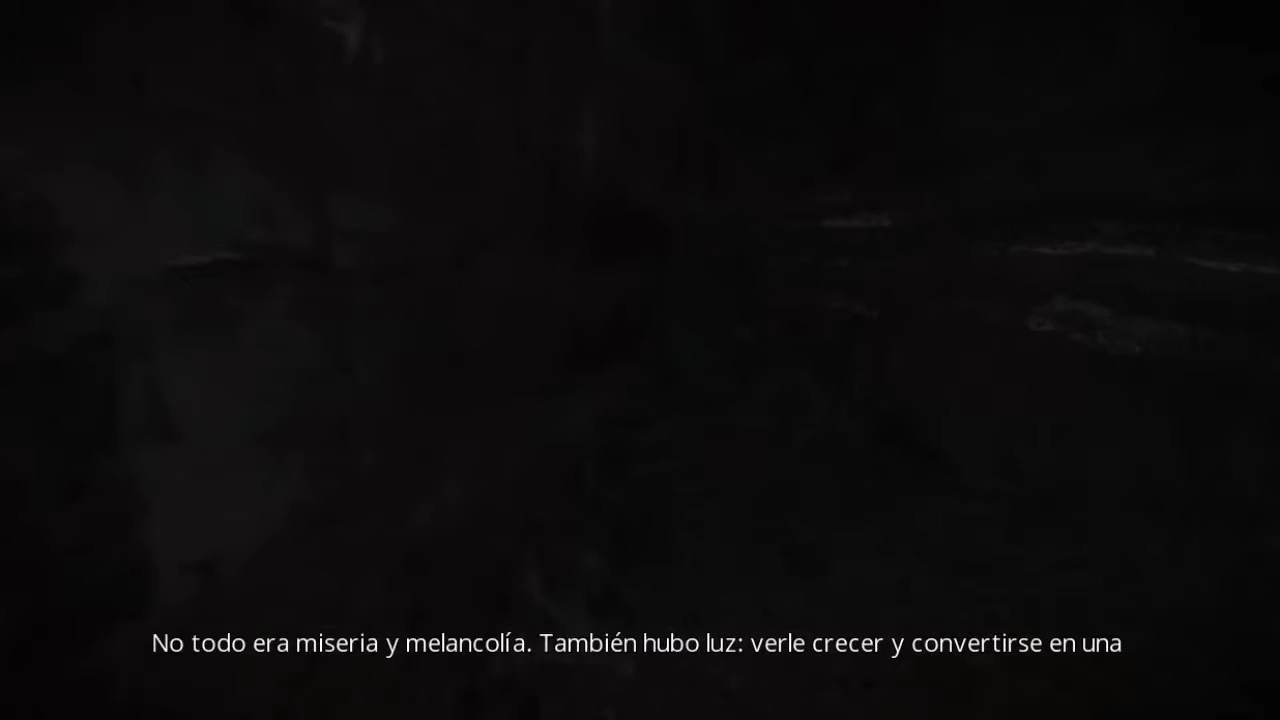 No todo era miseria y melancolía. También hubo luz: verle crecer y convertirse en una